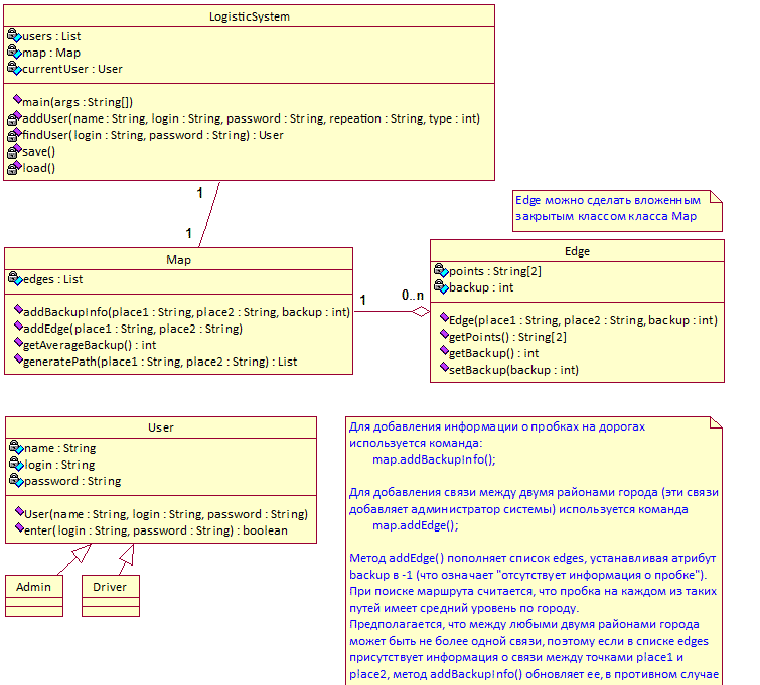 LogisticSystem
users : List
map : Map
currentUser : User
main(args : String[])
addUser(name : String, login : String, password : String, repeation : String, type : int)
findUser(login : String, password : String) : User
save()
load()
1
1
Edge можно сделать вложенным
закрытым классом класса Map
Map
edges : List
addBackupInfo(place1 : String, place2 : String, backup : int)
addEdge(place1 : String, place2 : String)
getAverageBackup() : int
generatePath(place1 : String, place2 : String) : List
1
0..n
Edge
points : String[2]
backup : int
Edge(place1 : String, place2 : String, backup : int)
getPoints() : String[2]
getBackup() : int
setBackup(backup : int)
User
name : String
login : String
password : String
User(name : String, login : String, password : String)
enter(login : String, password : String) : boolean
Admin
Driver
Для добавления информации о пробках на дорогах
используется команда:
map.addBackupInfo();
Для добавления связи между двумя районами города (эти связи
добавляет администратор системы) используется команда
map.addEdge();
Метод addEdge() пополняет список edges, устанавливая атрибут
backup в -1 (что означает "отсутствует информация о пробке").
При поиске маршрута считается, что пробка на каждом из таких
путей имеет средний уровень по городу.
Предполагается, что между любыми двумя районами города
может быть не более одной связи, поэтому если в списке edges
присутствует информация о связи между точками place1 и
place2, метод addBackupInfo() обновляет ее, в противном случае